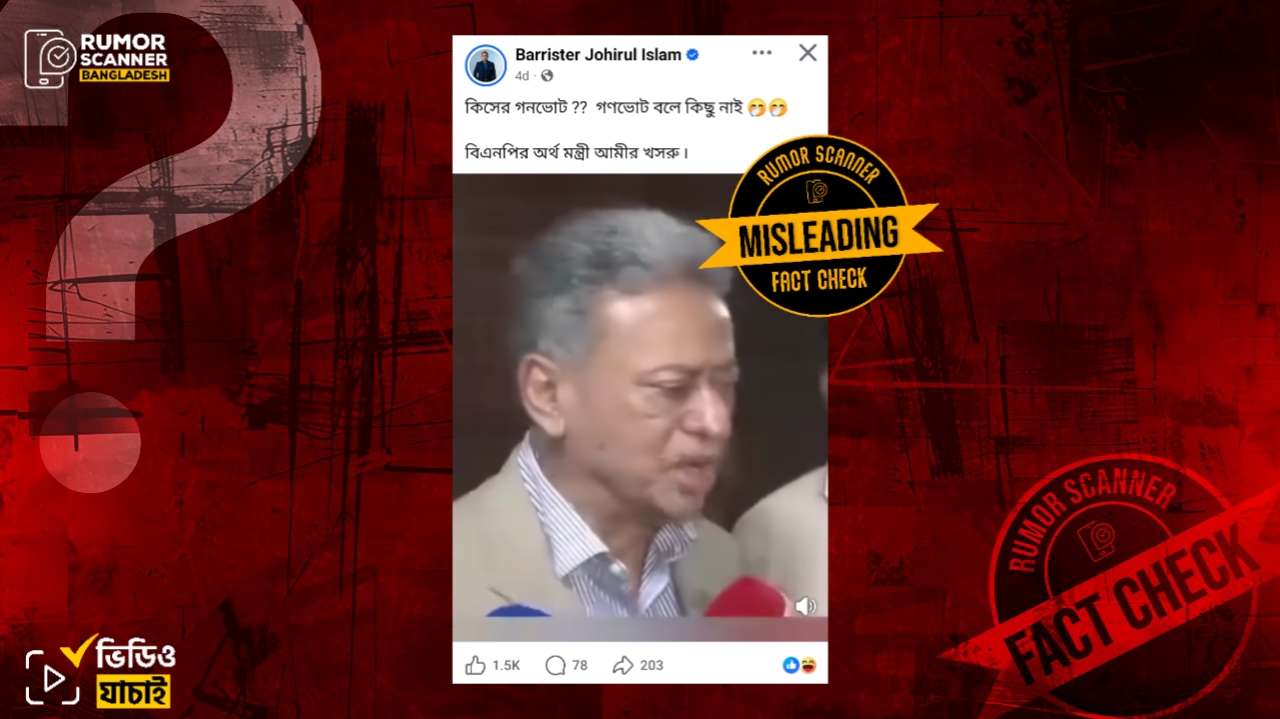 RUMOR
SCANNER
BANGLADESH
Barrister Johirul Islam
4d
কিসের গনভোট ?? গণভোট বলে কিছু নাই 🤭🤭
বিএনপির অর্থ মন্ত্রী আমীর খসরু।
RUMOR SCANNER
MISLEADING
FACT CHECK
1.5K 78 203
RUMOR SCANNER
FACT CHECK
ভিডিও
যাচাই